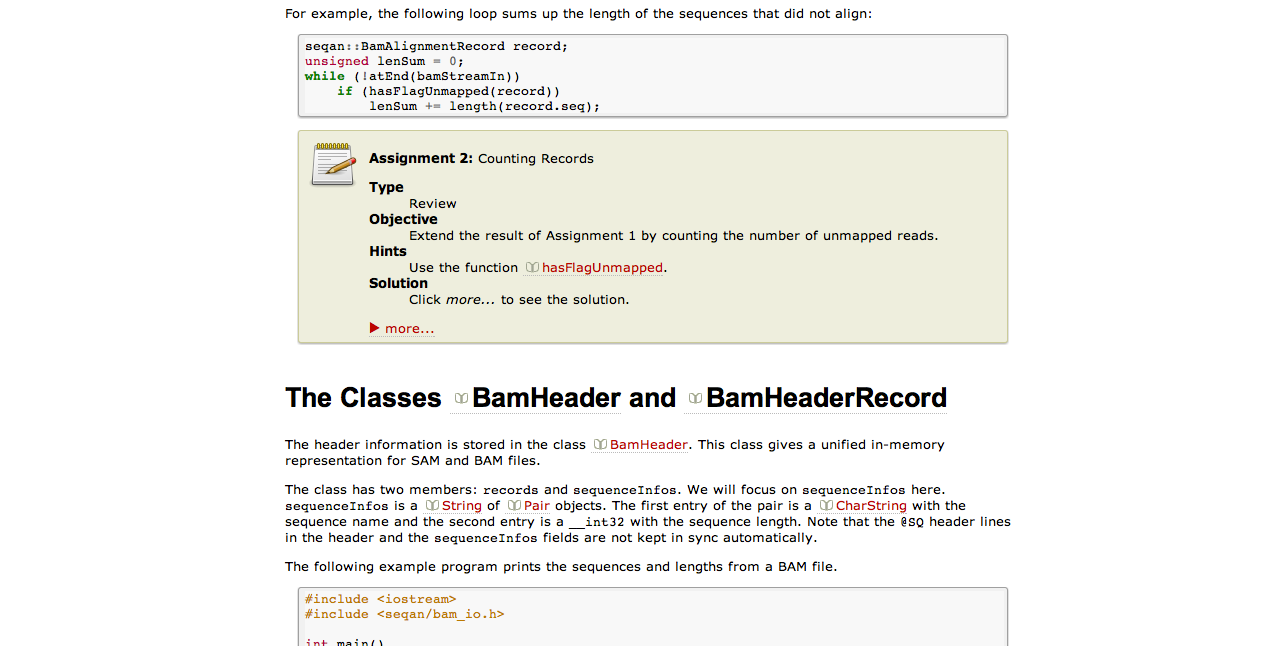 For example, the following loop sums up the length of the sequences that did not align:
seqan::BamAlignmentRecord record;
unsigned lenSum = 0;
while (!atEnd(bamStreamIn))
    if (hasFlagUnmapped(record))
        lenSum += length(record.seq);
Assignment 2: Counting Records
Type
Review
Objective
Extend the result of Assignment 1 by counting the number of unmapped reads.
Hints
Use the function hasFlagUnmapped.
Solution
Click more... to see the solution.
more...
The Classes BamHeader and BamHeaderRecord
The header information is stored in the class BamHeader. This class gives a unified in-memory
representation for SAM and BAM files.
The class has two members: records and sequenceInfos. We will focus on sequenceInfos here.
sequenceInfos is a String of Pair objects. The first entry of the pair is a CharString with the
sequence name and the second entry is a __int32 with the sequence length. Note that the @SQ header lines
in the header and the sequenceInfos fields are not kept in sync automatically.
The following example program prints the sequences and lengths from a BAM file.
#include <iostream>
#include <seqan/bam_io.h>
int main()